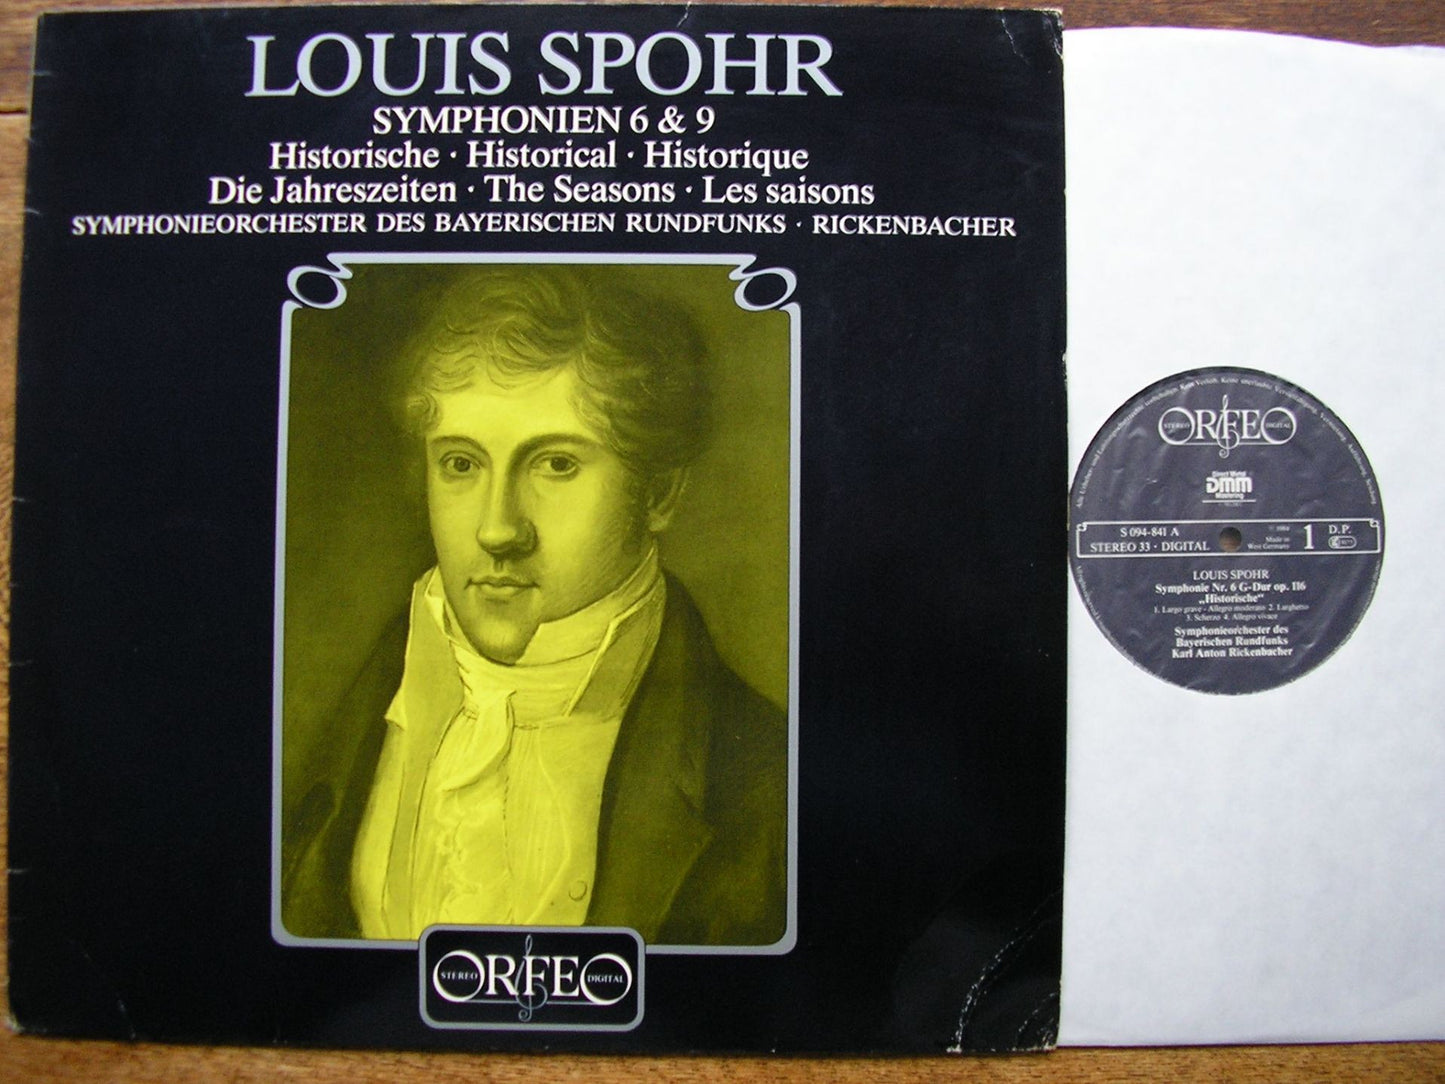 LOUIS SPOHR
SYMPHONIEN 6 & 9
Historische · Historical · Historique
Die Jahreszeiten · The Seasons · Les saisons
SYMPHONIEORCHESTER DES BAYERISCHEN RUNDFUNKS · RICKENBACHER
STEREO ORFEO DIGITAL
STEREO ORFEO DIGITAL
Direct Metal
DMM
Mastering
S 094-841 A
STEREO 33 · DIGITAL
Made in
West Germany
1
D.P.
LOUIS SPOHR
Symphonie Nr. 6 G-Dur op. 116
„Historische“
1. Largo grave - Allegro moderato 2. Larghetto
3. Scherzo 4. Allegro vivace
Symphonieorchester des
Bayerischen Rundfunks
Karl Anton Rickenbacher